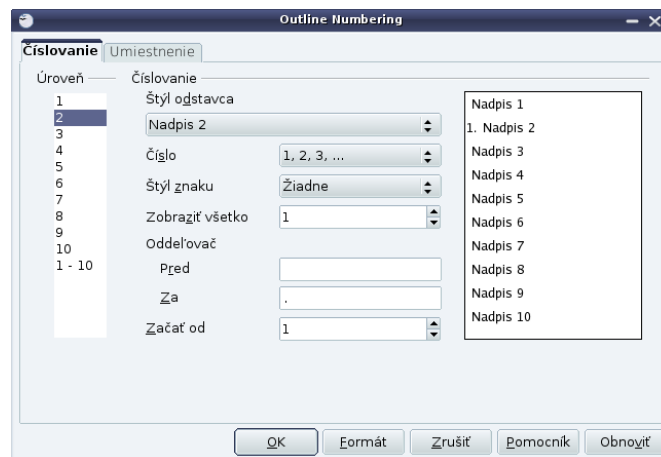 Outline Numbering
Číslovanie Umiestnenie
Úroveň
1
2
3
4
5
6
7
8
9
10
1 - 10
Číslovanie
Štýl odstavca
Nadpis 2
Číslo 1, 2, 3, ...
Štýl znaku Žiadne
Zobraziť všetko 1
Oddeľovač
Pred
Za .
Začať od 1
Nadpis 1
1. Nadpis 2
Nadpis 3
Nadpis 4
Nadpis 5
Nadpis 6
Nadpis 7
Nadpis 8
Nadpis 9
Nadpis 10
OK Formát Zrušiť Pomocník Obnoviť